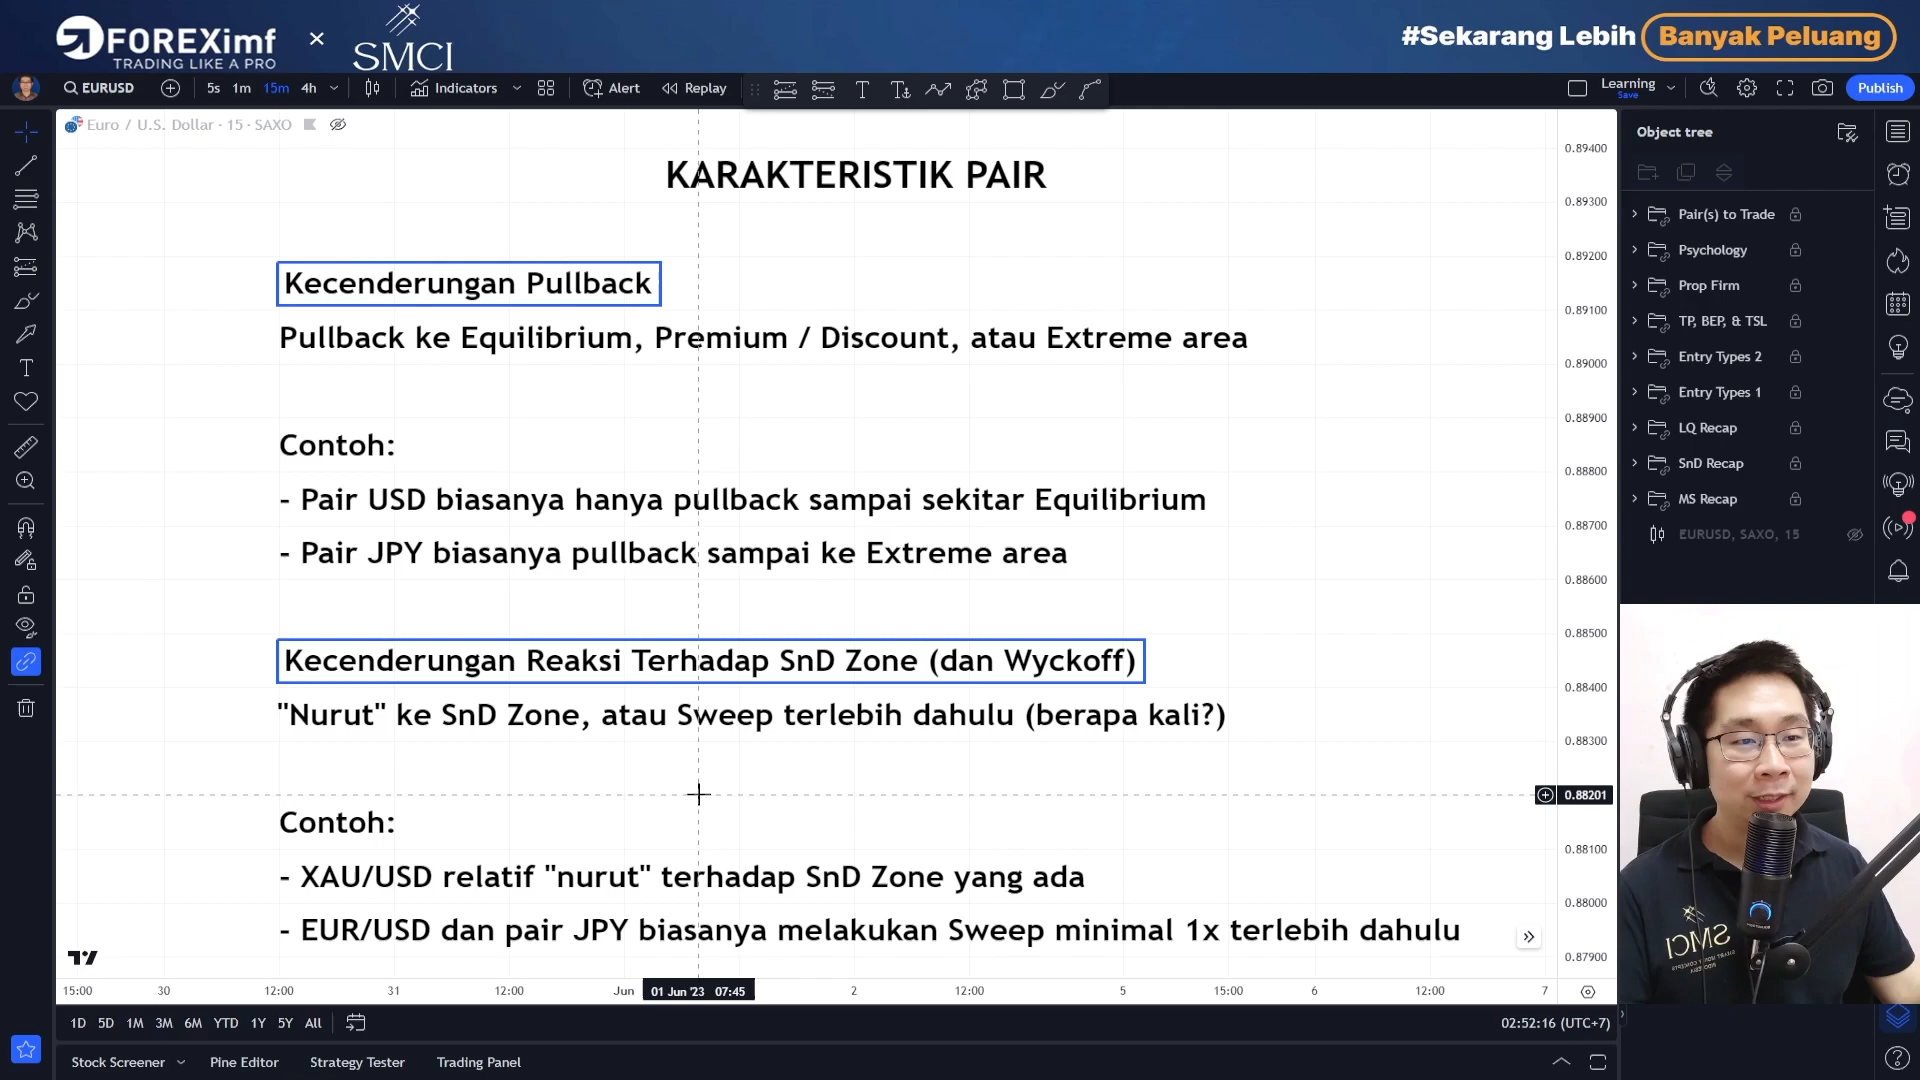 FOREXimf
TRADING LIKE A PRO
×
SMCI
#Sekarang Lebih Banyak Peluang
EURUSD
5s 1m 15m 4h
Indicators
Alert
Replay
Learning
Save
Publish
Euro / U.S. Dollar · 15 · SAXO
KARAKTERISTIK PAIR
Kecenderungan Pullback
Pullback ke Equilibrium, Premium / Discount, atau Extreme area
Contoh:
- Pair USD biasanya hanya pullback sampai sekitar Equilibrium
- Pair JPY biasanya pullback sampai ke Extreme area
Kecenderungan Reaksi Terhadap SnD Zone (dan Wyckoff)
"Nurut" ke SnD Zone, atau Sweep terlebih dahulu (berapa kali?)
Contoh:
- XAU/USD relatif "nurut" terhadap SnD Zone yang ada
- EUR/USD dan pair JPY biasanya melakukan Sweep minimal 1x terlebih dahulu
0.89400
0.89300
0.89200
0.89100
0.89000
0.88900
0.88800
0.88700
0.88600
0.88500
0.88400
0.88300
0.88201
0.88100
0.88000
0.87900
15:00 30 12:00 31 12:00 Jun 01 Jun '23 07:45 2 12:00 5 15:00 6 12:00 7
1D 5D 1M 3M 6M YTD 1Y 5Y All
02:52:16 (UTC+7)
Stock Screener
Pine Editor
Strategy Tester
Trading Panel
Object tree
Pair(s) to Trade
Psychology
Prop Firm
TP, BEP, & TSL
Entry Types 2
Entry Types 1
LQ Recap
SnD Recap
MS Recap
EURUSD, SAXO, 15
SMCI